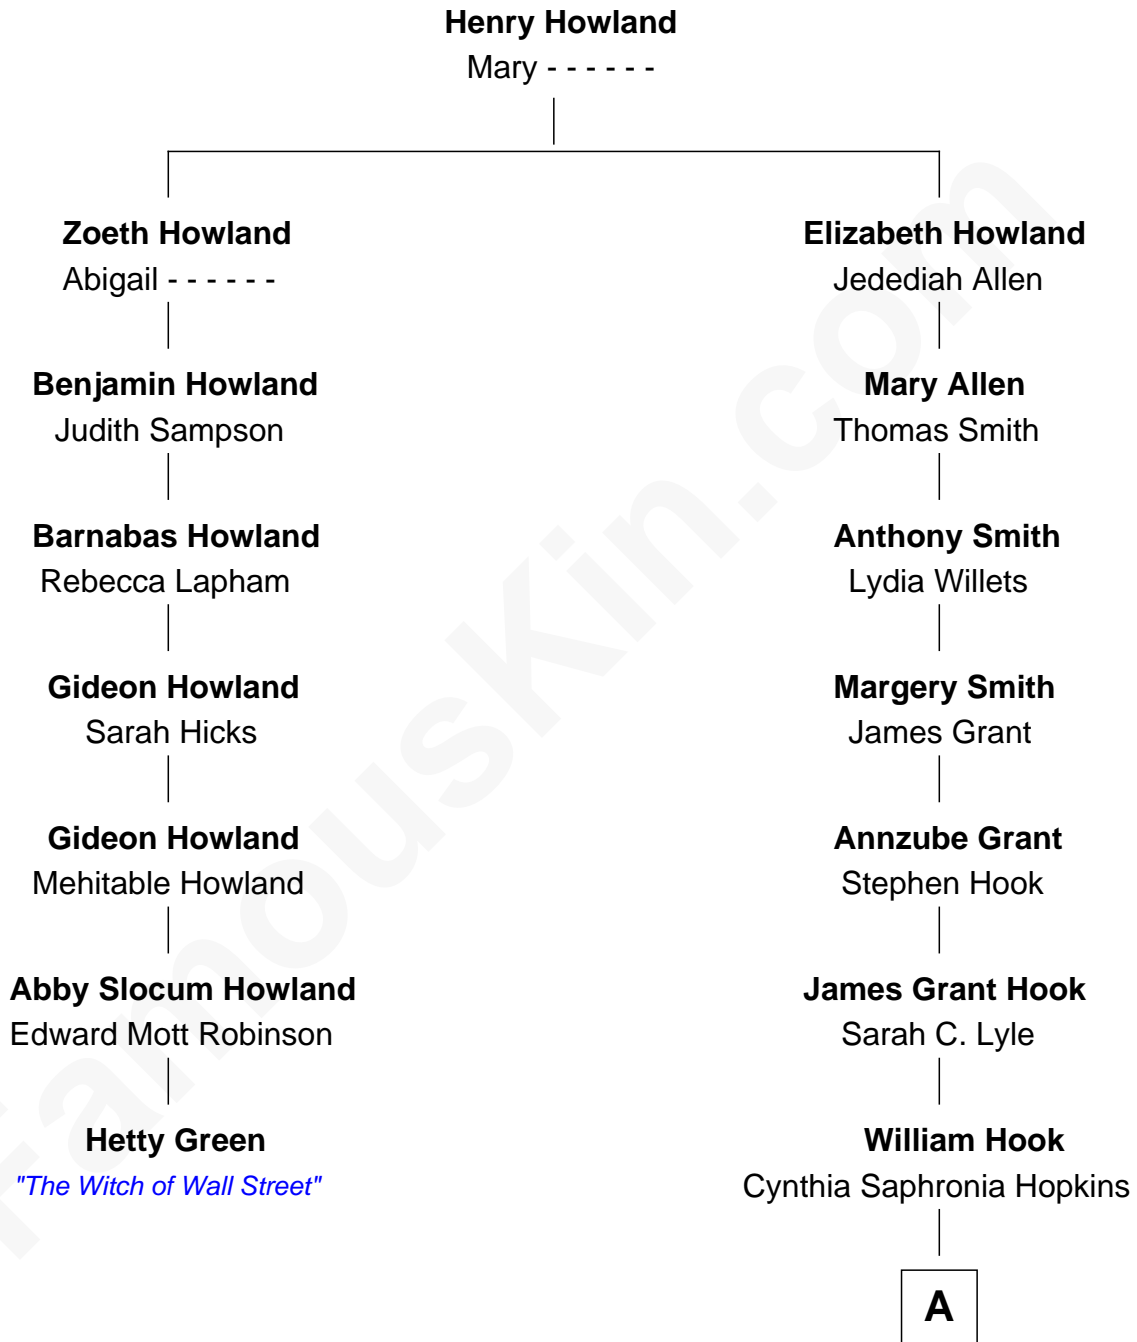 Henry Howland
Mary - - - - - -
Zoeth Howland
Abigail - - - - - -
Elizabeth Howland
Jedediah Allen
Benjamin Howland
Judith Sampson
Mary Allen
Thomas Smith
Barnabas Howland
Rebecca Lapham
Anthony Smith
Lydia Willets
Gideon Howland
Sarah Hicks
Margery Smith
James Grant
Gideon Howland
Mehitable Howland
Annzube Grant
Stephen Hook
Abby Slocum Howland
Edward Mott Robinson
James Grant Hook
Sarah C. Lyle
Hetty Green
"The Witch of Wall Street"
William Hook
Cynthia Saphronia Hopkins
A
FamousKin.com